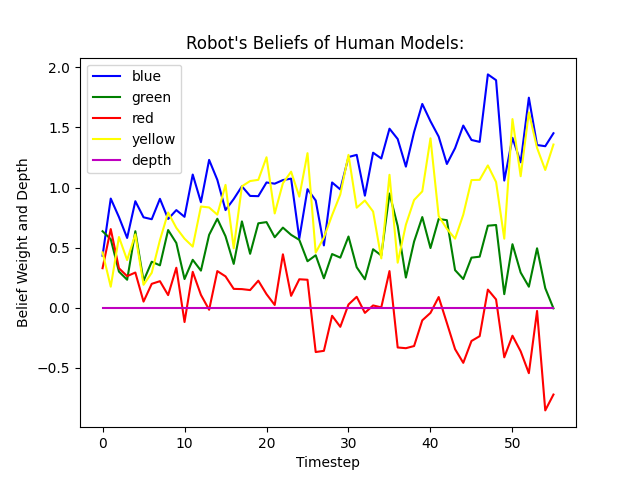 Robot's Beliefs of Human Models:
blue
green
red
yellow
depth
Belief Weight and Depth
2.0
1.5
1.0
0.5
0.0
−0.5
0 10 20 30 40 50
Timestep